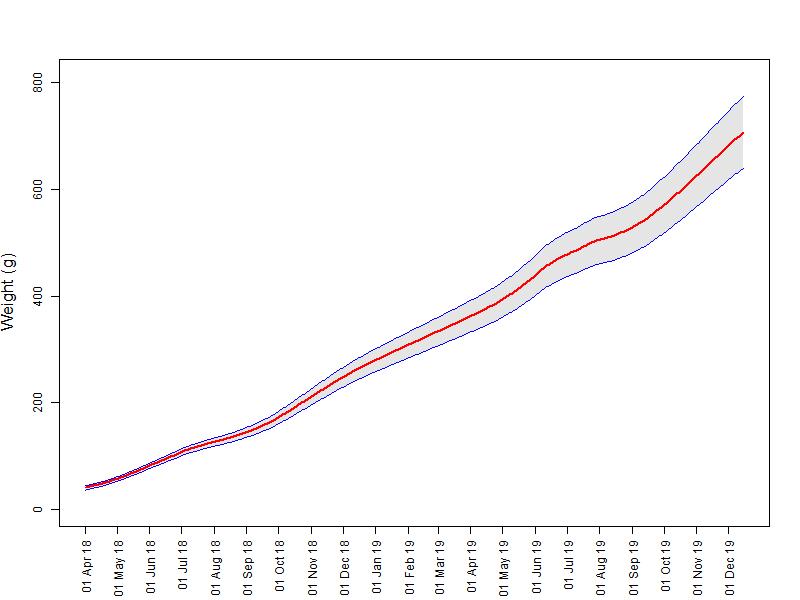 800
600
400
200
0
Weight (g)
01 Apr 18
01 May 18
01 Jun 18
01 Jul 18
01 Aug 18
01 Sep 18
01 Oct 18
01 Nov 18
01 Dec 18
01 Jan 19
01 Feb 19
01 Mar 19
01 Apr 19
01 May 19
01 Jun 19
01 Jul 19
01 Aug 19
01 Sep 19
01 Oct 19
01 Nov 19
01 Dec 19